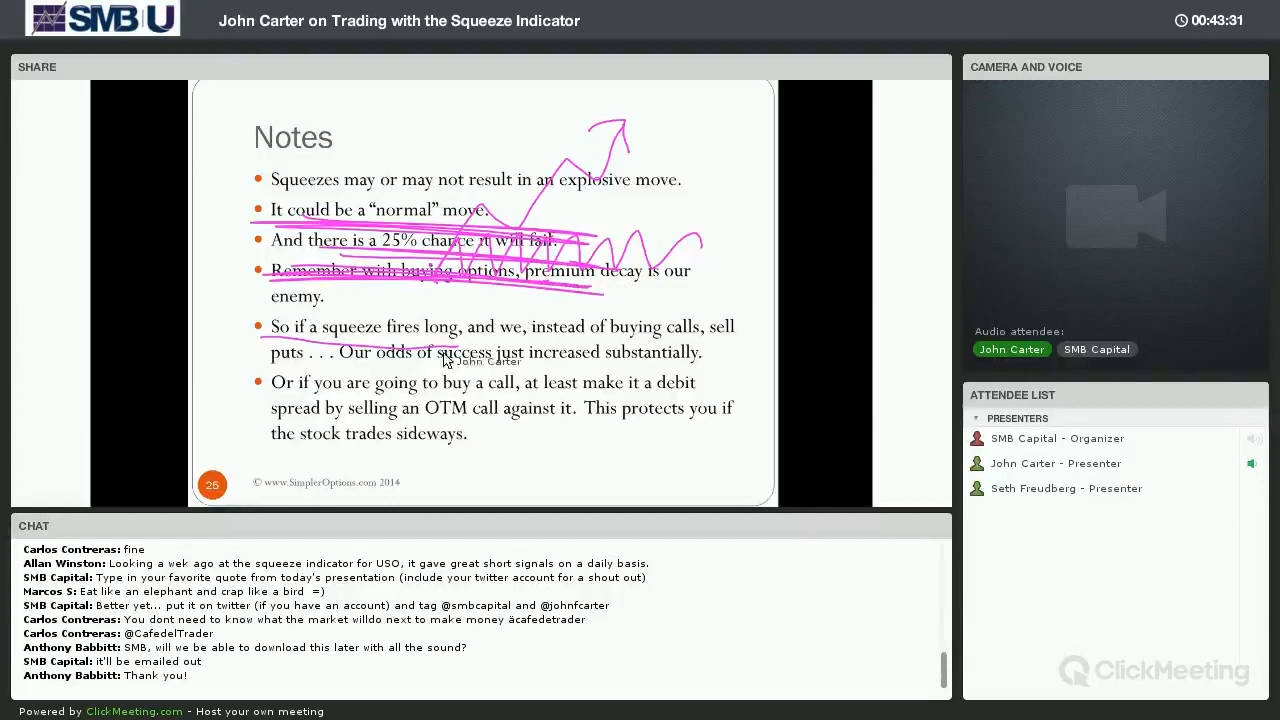 SMB U
John Carter on Trading with the Squeeze Indicator
00:43:31
SHARE
Notes
Squeezes may or may not result in an explosive move.
It could be a “normal” move.
And there is a 25% chance it will fail.
Remember with buying options, premium decay is our
enemy.
So if a squeeze fires long, and we, instead of buying calls, sell
puts . . . Our odds of success just increased substantially.
John Carter
Or if you are going to buy a call, at least make it a debit
spread by selling an OTM call against it. This protects you if
the stock trades sideways.
25
© www.SimplerOptions.com 2014
CAMERA AND VOICE
Audio attendee:
John Carter SMB Capital
ATTENDEE LIST
PRESENTERS
SMB Capital - Organizer
John Carter - Presenter
Seth Freudberg - Presenter
CHAT
Carlos Contreras: fine
Allan Winston: Looking a wek ago at the squeeze indicator for USO, it gave great short signals on a daily basis.
SMB Capital: Type in your favorite quote from today's presentation (include your twitter account for a shout out)
Marcos S: Eat like an elephant and crap like a bird =)
SMB Capital: Better yet... put it on twitter (if you have an account) and tag @smbcapital and @johnfcarter
Carlos Contreras: You dont need to know what the market willdo next to make money äcafedetrader
Carlos Contreras: @CafedelTrader
Anthony Babbitt: SMB, will we be able to download this later with all the sound?
SMB Capital: it'll be emailed out
Anthony Babbitt: Thank you!
ClickMeeting
Powered by ClickMeeting.com - Host your own meeting